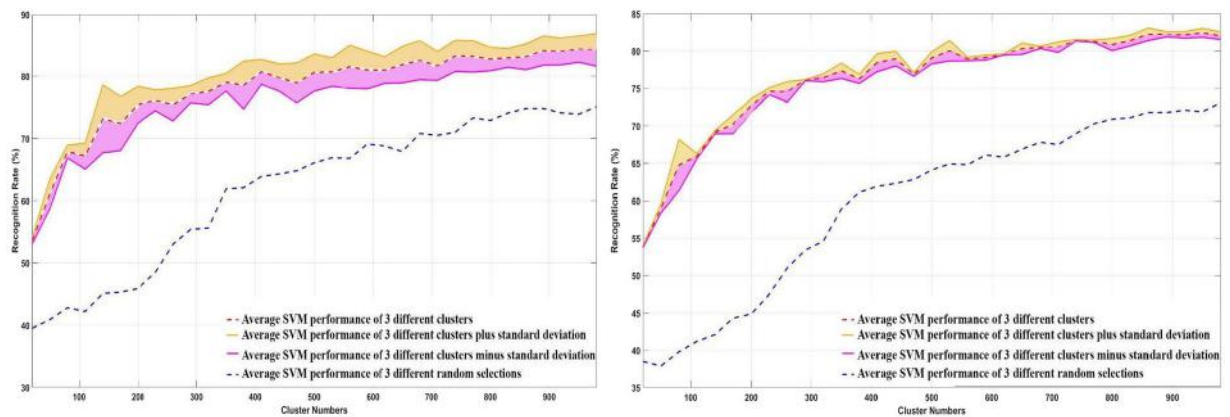 90
80
70
60
50
40
30
Recognition Rate (%)
Average SVM performance of 3 different clusters
Average SVM performance of 3 different clusters plus standard deviation
Average SVM performance of 3 different clusters minus standard deviation
Average SVM performance of 3 different random selections
100 200 300 400 500 600 700 800 900
Cluster Numbers
85
80
75
70
65
60
55
50
45
40
35
Recognition Rate (%)
Average SVM performance of 3 different clusters
Average SVM performance of 3 different clusters plus standard deviation
Average SVM performance of 3 different clusters minus standard deviation
Average SVM performance of 3 different random selections
100 200 300 400 500 600 700 800 900
Cluster Numbers